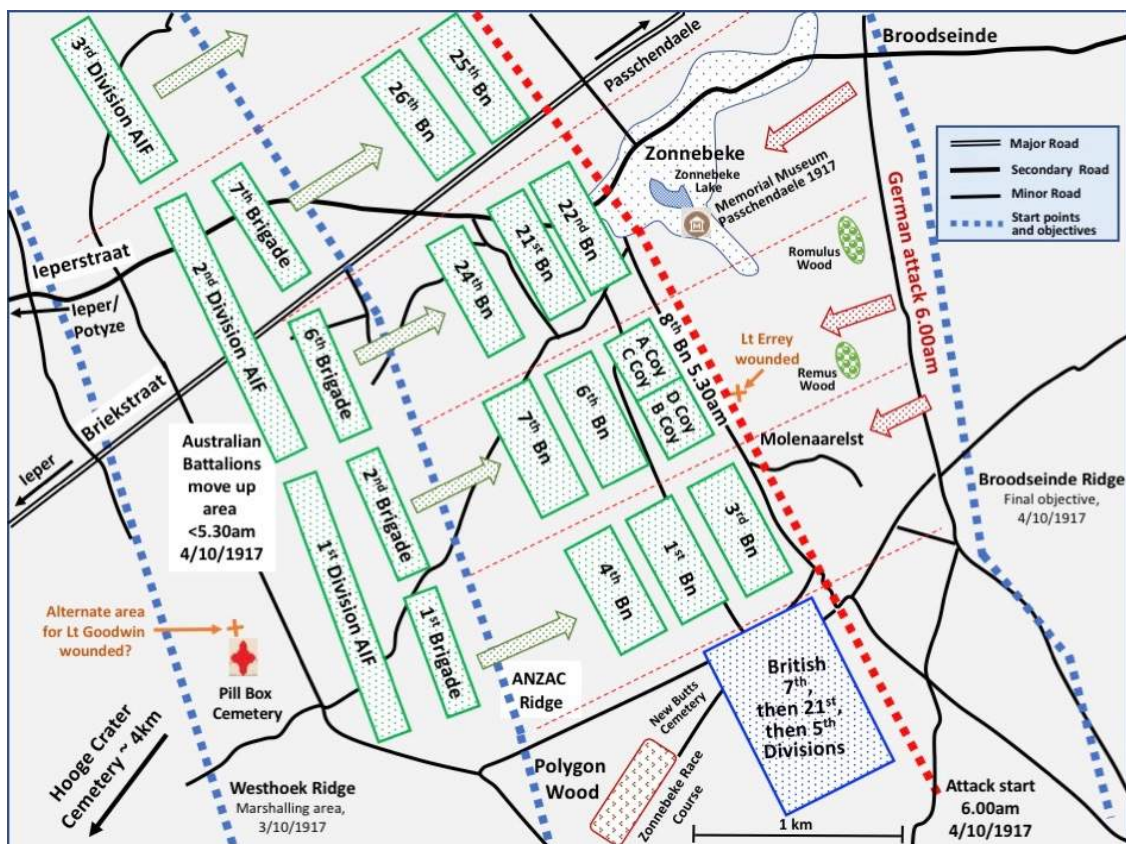 3rd Division AIF
25th Bn
26th Bn
Passchendaele
Broodseinde
Major Road
Secondary Road
Minor Road
Start points
and objectives
Zonnebeke
Zonnebeke
Lake
Memorial Museum
Passchendaele 1917
7th Brigade
2nd Division AIF
22nd Bn
21st Bn
24th Bn
Ieperstraat
Ieper/
Potyze
German attack 6.00am
Romulus
Wood
Remus
Wood
6th Brigade
8th Bn 5.30am
Lt Errey
wounded
A Coy
C Coy
D Coy
B Coy
6th Bn
7th Bn
Briekstraat
Ieper
Australian
Battalions
move up
area
<5.30am
4/10/1917
Molenaarelst
Broodseinde Ridge
Final objective,
4/10/1917
2nd Brigade
1st Division AIF
3rd Bn
1st Bn
4th Bn
1st Brigade
Alternate area
for Lt Goodwin
wounded?
Pill Box
Cemetery
ANZAC
Ridge
British
7th,
then 21st,
then 5th
Divisions
New Butts
Cemetery
Hooge Crater
Cemetery ~ 4km
Polygon
Wood
Zonnebeke Race
Course
Westhoek Ridge
Marshalling area,
3/10/1917
Attack start
6.00am
4/10/1917
1 km